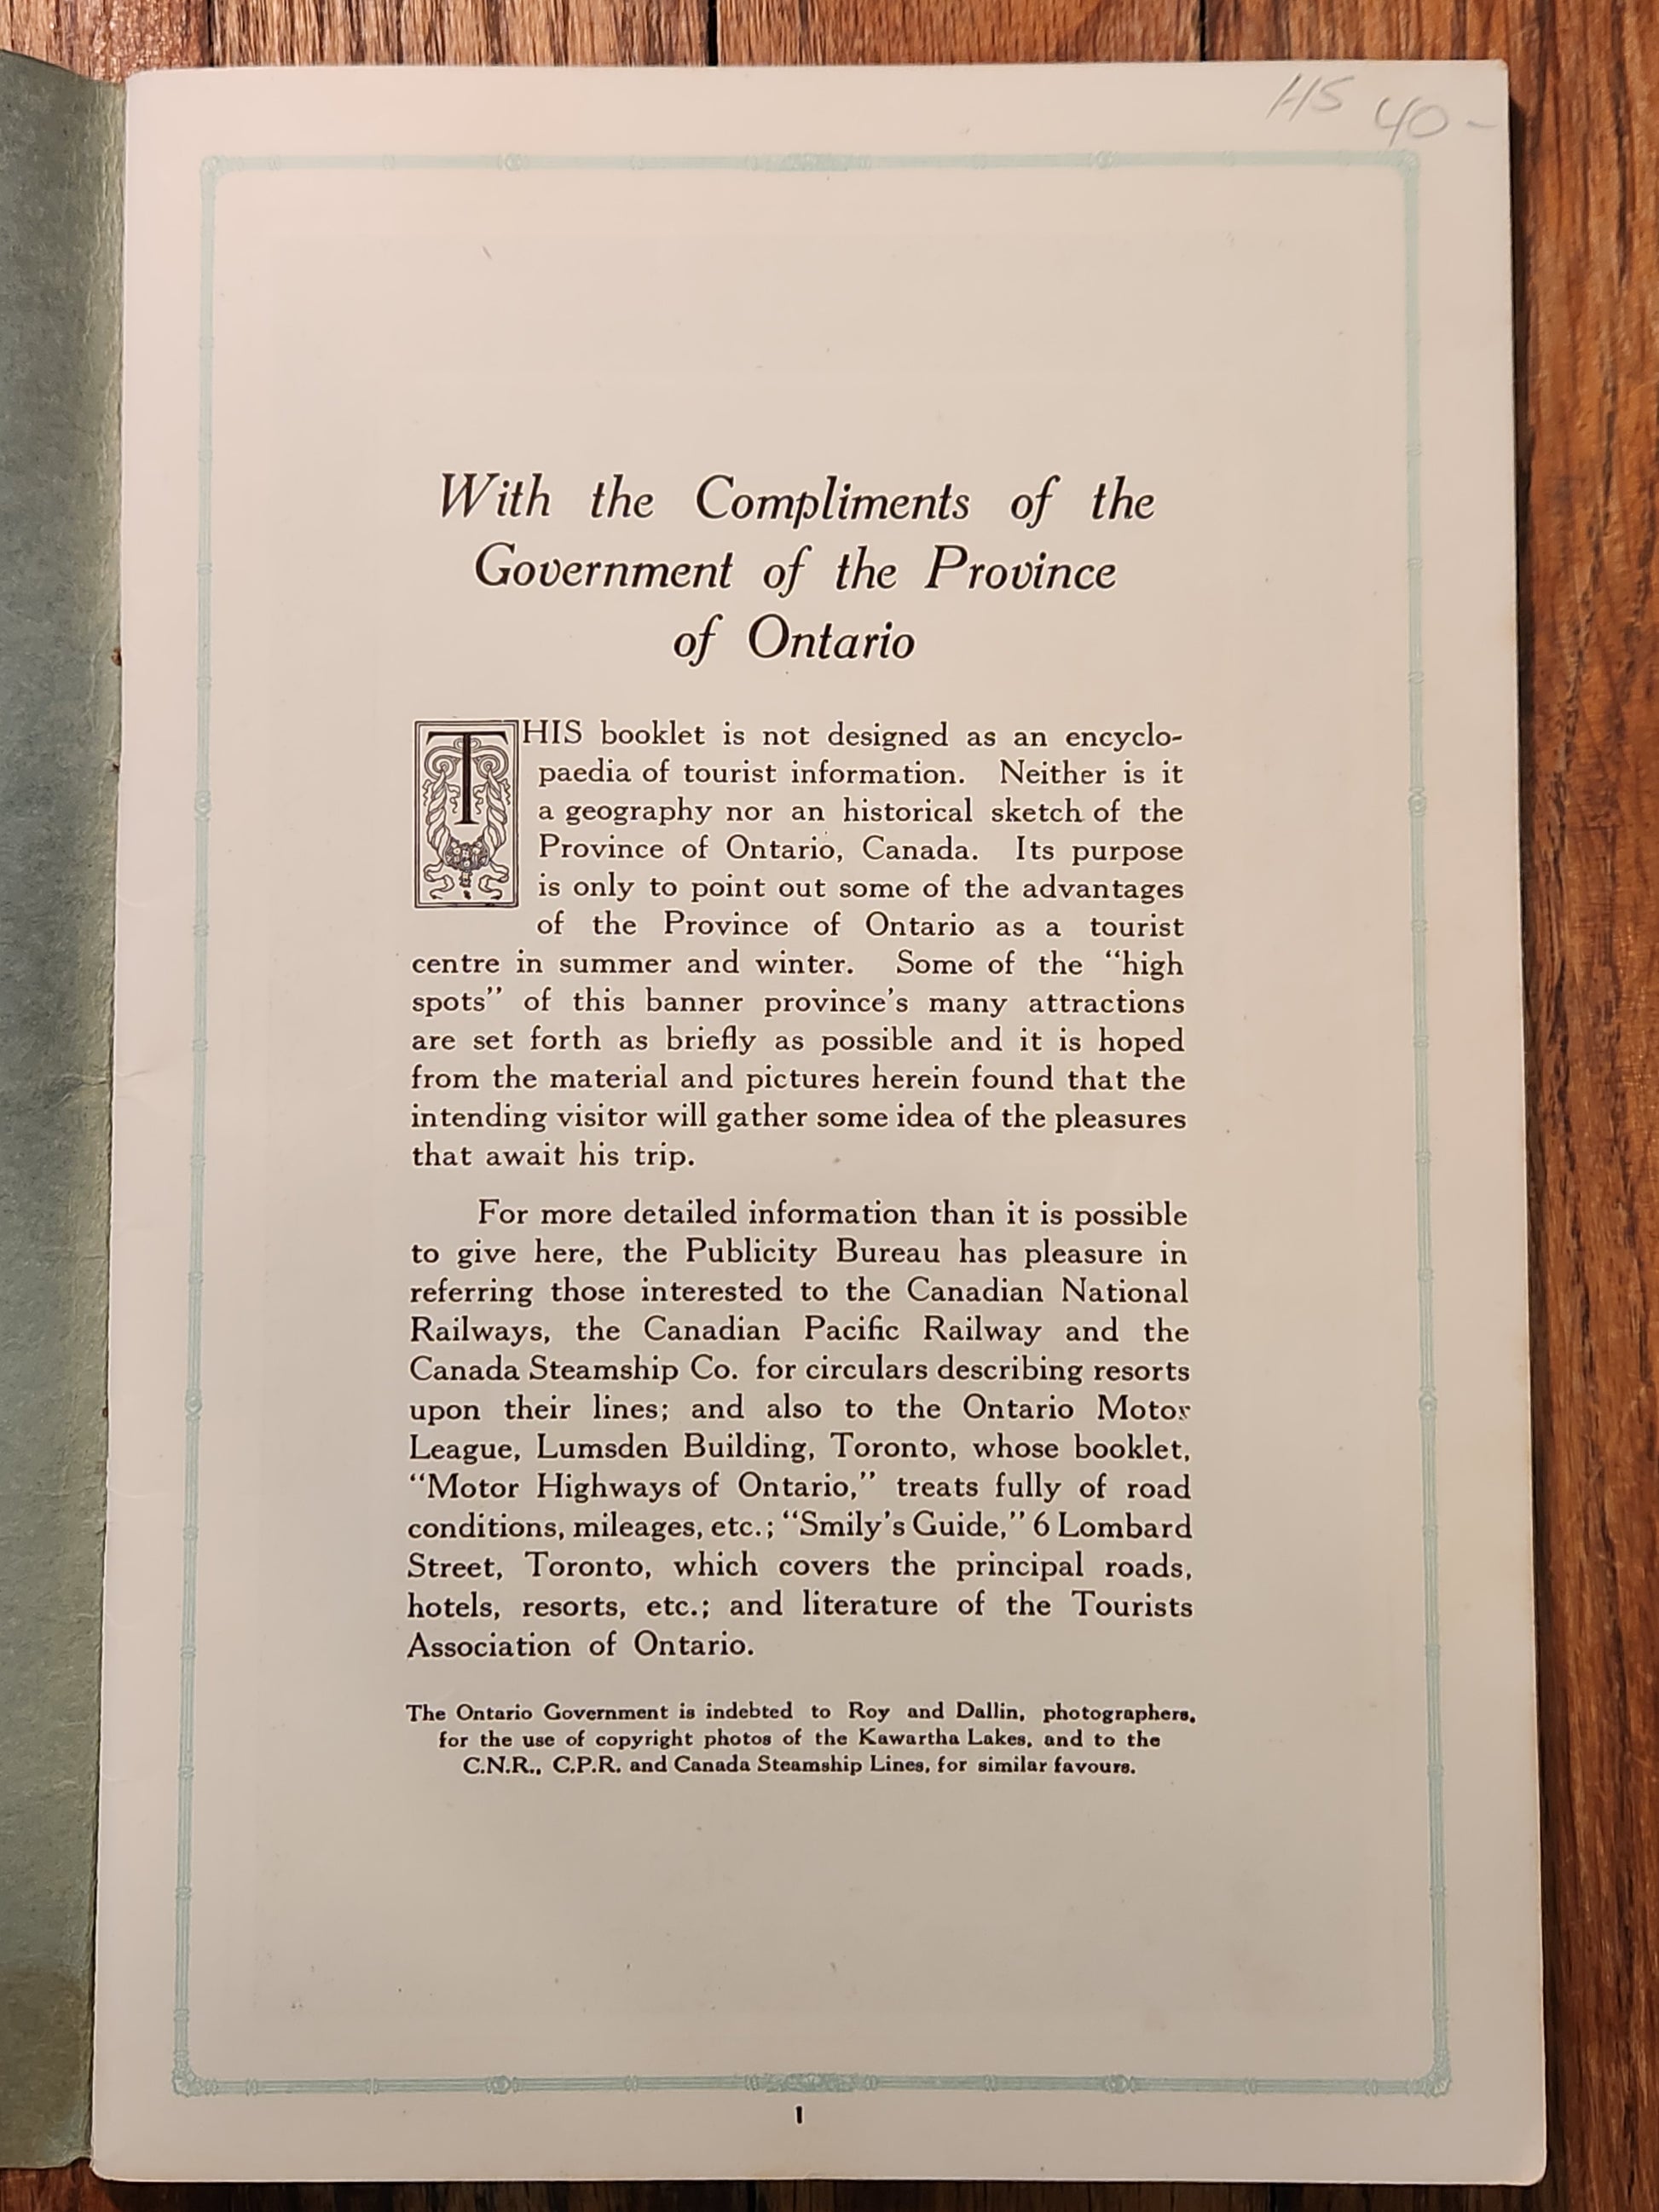 HS 40-
With the Compliments of the
Government of the Province
of Ontario
THIS booklet is not designed as an encyclo-
paedia of tourist information. Neither is it
a geography nor an historical sketch of the
Province of Ontario, Canada. Its purpose
is only to point out some of the advantages
of the Province of Ontario as a tourist
centre in summer and winter. Some of the "high
spots" of this banner province's many attractions
are set forth as briefly as possible and it is hoped
from the material and pictures herein found that the
intending visitor will gather some idea of the pleasures
that await his trip.
For more detailed information than it is possible
to give here, the Publicity Bureau has pleasure in
referring those interested to the Canadian National
Railways, the Canadian Pacific Railway and the
Canada Steamship Co. for circulars describing resorts
upon their lines; and also to the Ontario Motor
League, Lumsden Building, Toronto, whose booklet,
"Motor Highways of Ontario," treats fully of road
conditions, mileages, etc.; "Smily's Guide," 6 Lombard
Street, Toronto, which covers the principal roads,
hotels, resorts, etc.; and literature of the Tourists
Association of Ontario.
The Ontario Government is indebted to Roy and Dallin, photographers,
for the use of copyright photos of the Kawartha Lakes, and to the
C.N.R., C.P.R. and Canada Steamship Lines, for similar favours.
1